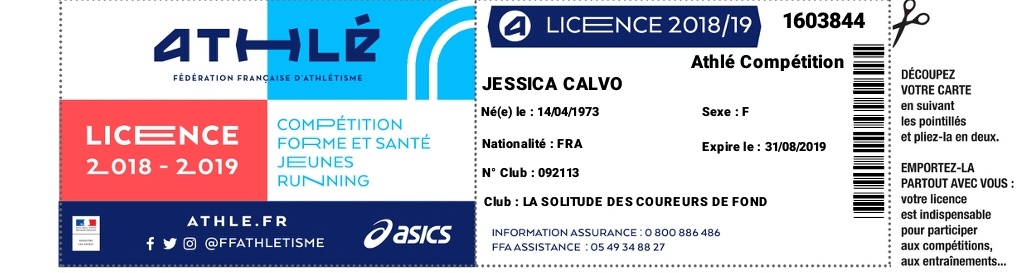 ATHLÉ
FÉDÉRATION FRANÇAISE D'ATHLÉTISME
LICENCE
2018 - 2019
COMPÉTITION
FORME ET SANTÉ
JEUNES
RUNNING
ATHLE.FR
@FFATHLETISME
asics
LICENCE 2018/19
1603844
Athlé Compétition
JESSICA CALVO
Né(e) le : 14/04/1973
Sexe : F
Nationalité : FRA
Expire le : 31/08/2019
N° Club : 092113
Club : LA SOLITUDE DES COUREURS DE FOND
INFORMATION ASSURANCE : 0 800 886 486
FFA ASSISTANCE : 05 49 34 88 27
DÉCOUPEZ
VOTRE CARTE
en suivant
les pointillés
et pliez-la en deux.
EMPORTEZ-LA
PARTOUT AVEC VOUS :
votre licence
est indispensable
pour participer
aux compétitions,
aux entraînements...